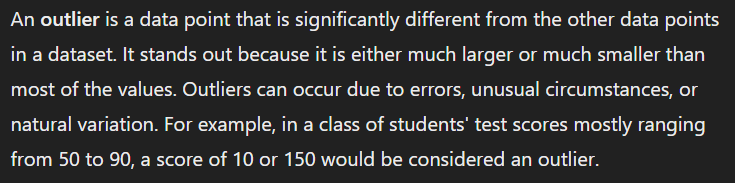 An outlier is a data point that is significantly different from the other data points
in a dataset. It stands out because it is either much larger or much smaller than
most of the values. Outliers can occur due to errors, unusual circumstances, or
natural variation. For example, in a class of students' test scores mostly ranging
from 50 to 90, a score of 10 or 150 would be considered an outlier.